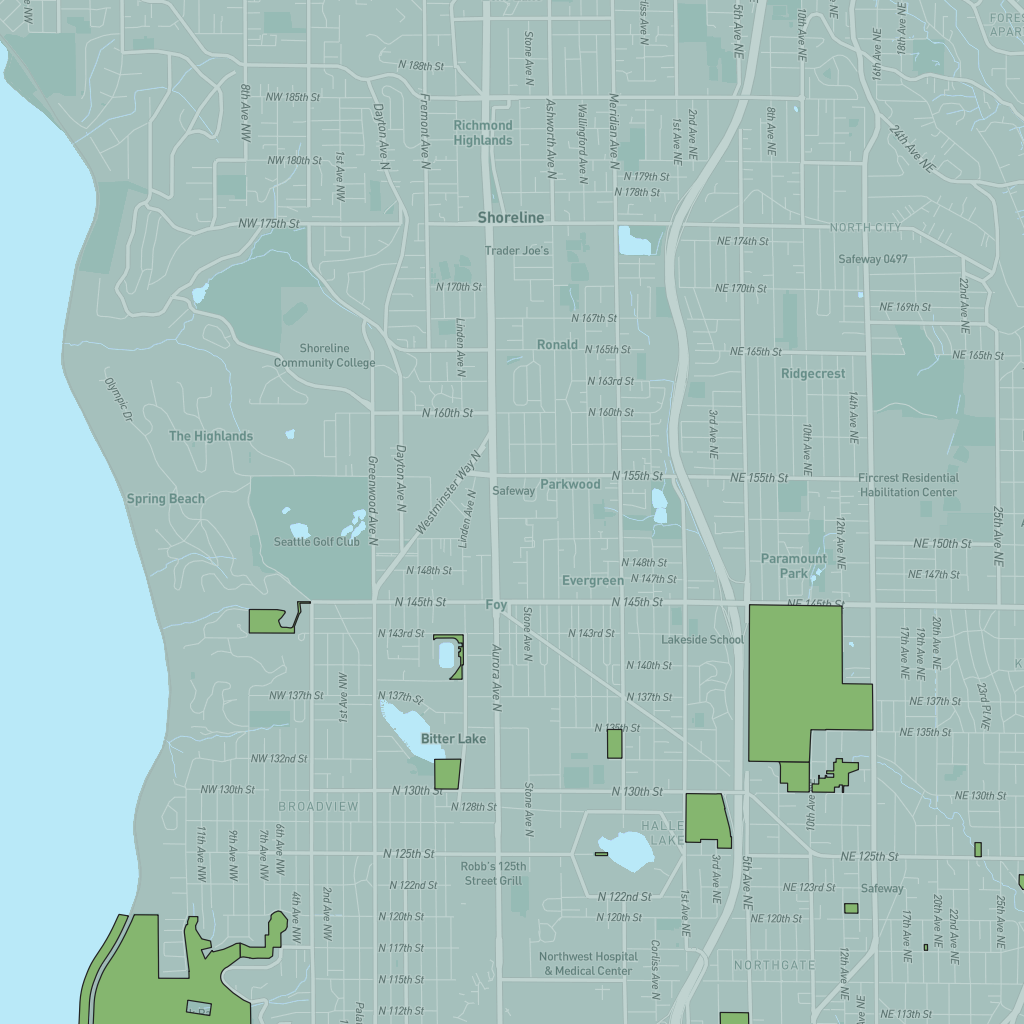 Stone Ave N
Corliss Ave N
5th Ave NE
10th Ave NE
16th Ave NE
18th Ave NE
N 188th St
8th Ave NW
NW 185th St
Dayton Ave N
Fremont Ave N
Richmond
Highlands
Ashworth Ave N
Wallingford Ave N
Meridian Ave N
1st Ave NE
2nd Ave NE
8th Ave NE
24th Ave NE
NW 180th St
1st Ave NW
N 179th St
N 178th St
NW 175th St
Shoreline
NORTH CITY
NE 174th St
Trader Joe's
Safeway 0497
N 170th St
NE 170th St
22nd Ave NE
NE 169th St
N 167th St
Linden Ave N
Shoreline
Community College
Ronald
N 165th St
NE 165th St
NE 165th St
Ridgecrest
Olympic Dr
N 163rd St
N 160th St
N 160th St
3rd Ave NE
10th Ave NE
14th Ave NE
The Highlands
Greenwood Ave N
Dayton Ave N
Westminster Way N
Linden Ave N
N 155th St
NE 155th St
Fircrest Residential
Habilitation Center
Spring Beach
Safeway
Parkwood
25th Ave NE
12th Ave NE
Seattle Golf Club
NE 150th St
Paramount
Park
N 148th St
N 148th St
Evergreen
N 147th St
NE 147th St
N 145th St
Foy
N 145th St
NE 145th St
Stone Ave N
N 143rd St
N 143rd St
Lakeside School
20th Ave NE
19th Ave NE
17th Ave NE
Aurora Ave N
N 140th St
1st Ave NW
NW 137th St
N 137th St
N 137th St
NE 137th St
23rd Pl NE
Bitter Lake
N 135th St
NE 135th St
NW 132nd St
NW 130th St
N 130th St
N 130th St
NE 130th St
BROADVIEW
N 128th St
Stone Ave N
10th Ave
HALLE
LAKE
11th Ave NW
9th Ave NW
7th Ave NW
6th Ave NW
N 125th St
NE 125th St
Robb's 125th
Street Grill
3rd Ave NE
5th Ave NE
4th Ave NW
2nd Ave NW
N 122nd St
N 122nd St
1st Ave NE
NE 123rd St
Safeway
N 120th St
N 120th St
NE 120th St
17th Ave NE
20th Ave NE
22nd Ave NE
25th Ave NE
N 117th St
Corliss Ave N
Northwest Hospital
& Medical Center
NORTHGATE
12th Ave NE
N 115th St
N 112th St
NE 113th St